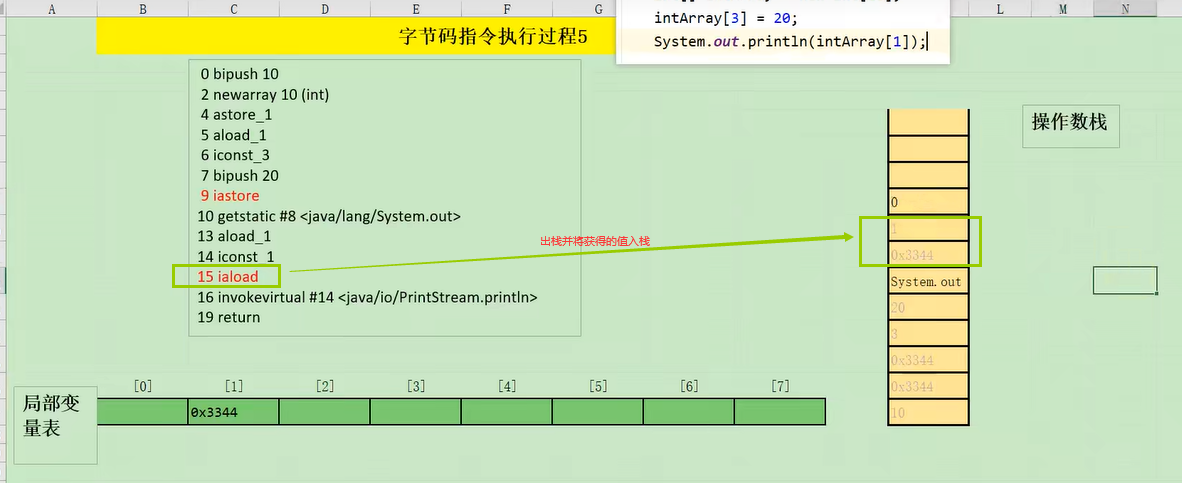 A B C D E F G L M N
intArray[3] = 20;
System.out.println(intArray[1]);
字节码指令执行过程5
0 bipush 10
2 newarray 10 (int)
4 astore_1
5 aload_1
6 iconst_3
7 bipush 20
9 iastore
10 getstatic #8 <java/lang/System.out>
13 aload_1
14 iconst_1
15 iaload
16 invokevirtual #14 <java/io/PrintStream.println>
19 return
出栈并将获得的值入栈
操作数栈
0
1
0x3344
System.out
20
3
0x3344
0x3344
10
[0] [1] [2] [3] [4] [5] [6] [7]
局部变
量表
0x3344